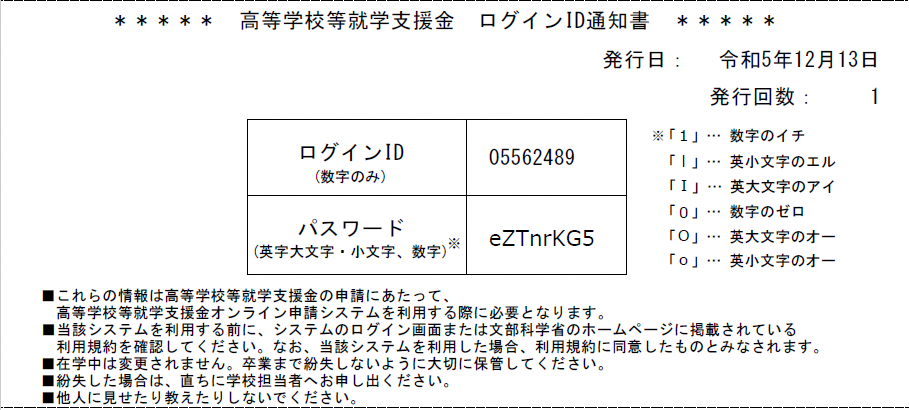 ＊＊＊＊＊　高等学校等就学支援金　ログインID通知書　＊＊＊＊＊
発行日：　令和5年12月13日
発行回数：　1
ログインID
(数字のみ)
05562489
パスワード
(英字大文字・小文字、数字)※
eZTnrKG5
※「１」… 数字のイチ
「ｌ」… 英小文字のエル
「Ｉ」… 英大文字のアイ
「０」… 数字のゼロ
「Ｏ」… 英大文字のオー
「ｏ」… 英小文字のオー
■これらの情報は高等学校等就学支援金の申請にあたって、
高等学校等就学支援金オンライン申請システムを利用する際に必要となります。
■当該システムを利用する前に、システムのログイン画面または文部科学省のホームページに掲載されている
利用規約を確認してください。なお、当該システムを利用した場合、利用規約に同意したものとみなされます。
■在学中は変更されません。卒業まで紛失しないように大切に保管してください。
■紛失した場合は、直ちに学校担当者へお申し出ください。
■他人に見せたり教えたりしないでください。